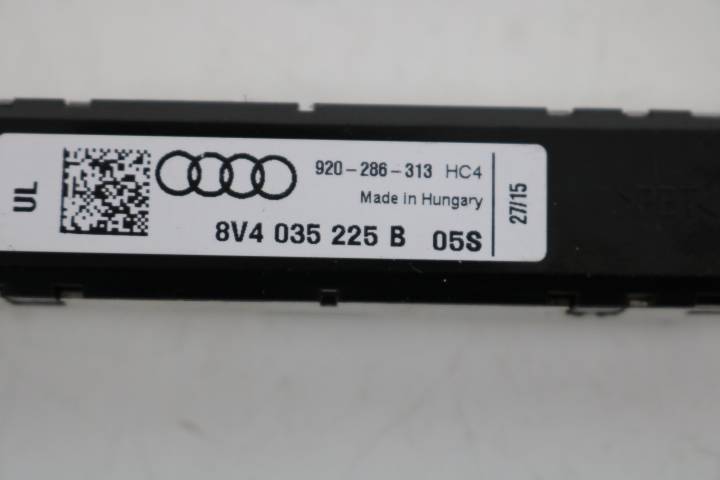 UL
920-286-313 HC4
Made in Hungary
8V4 035 225 B 05S
27/15